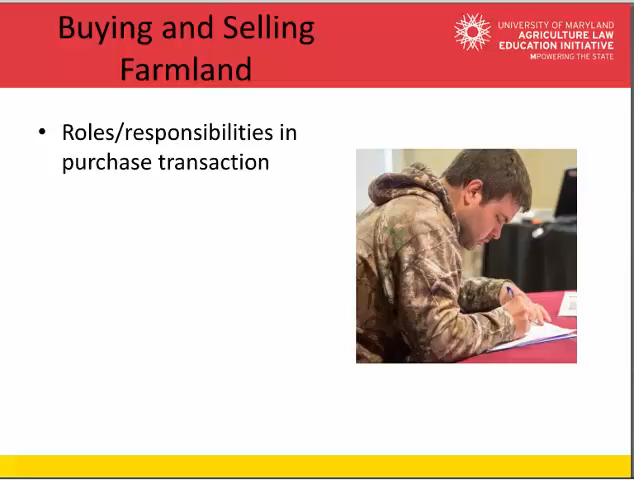 Buying and Selling
Farmland
UNIVERSITY OF MARYLAND
AGRICULTURE LAW
EDUCATION INITIATIVE
MPOWERING THE STATE
• Roles/responsibilities in
purchase transaction